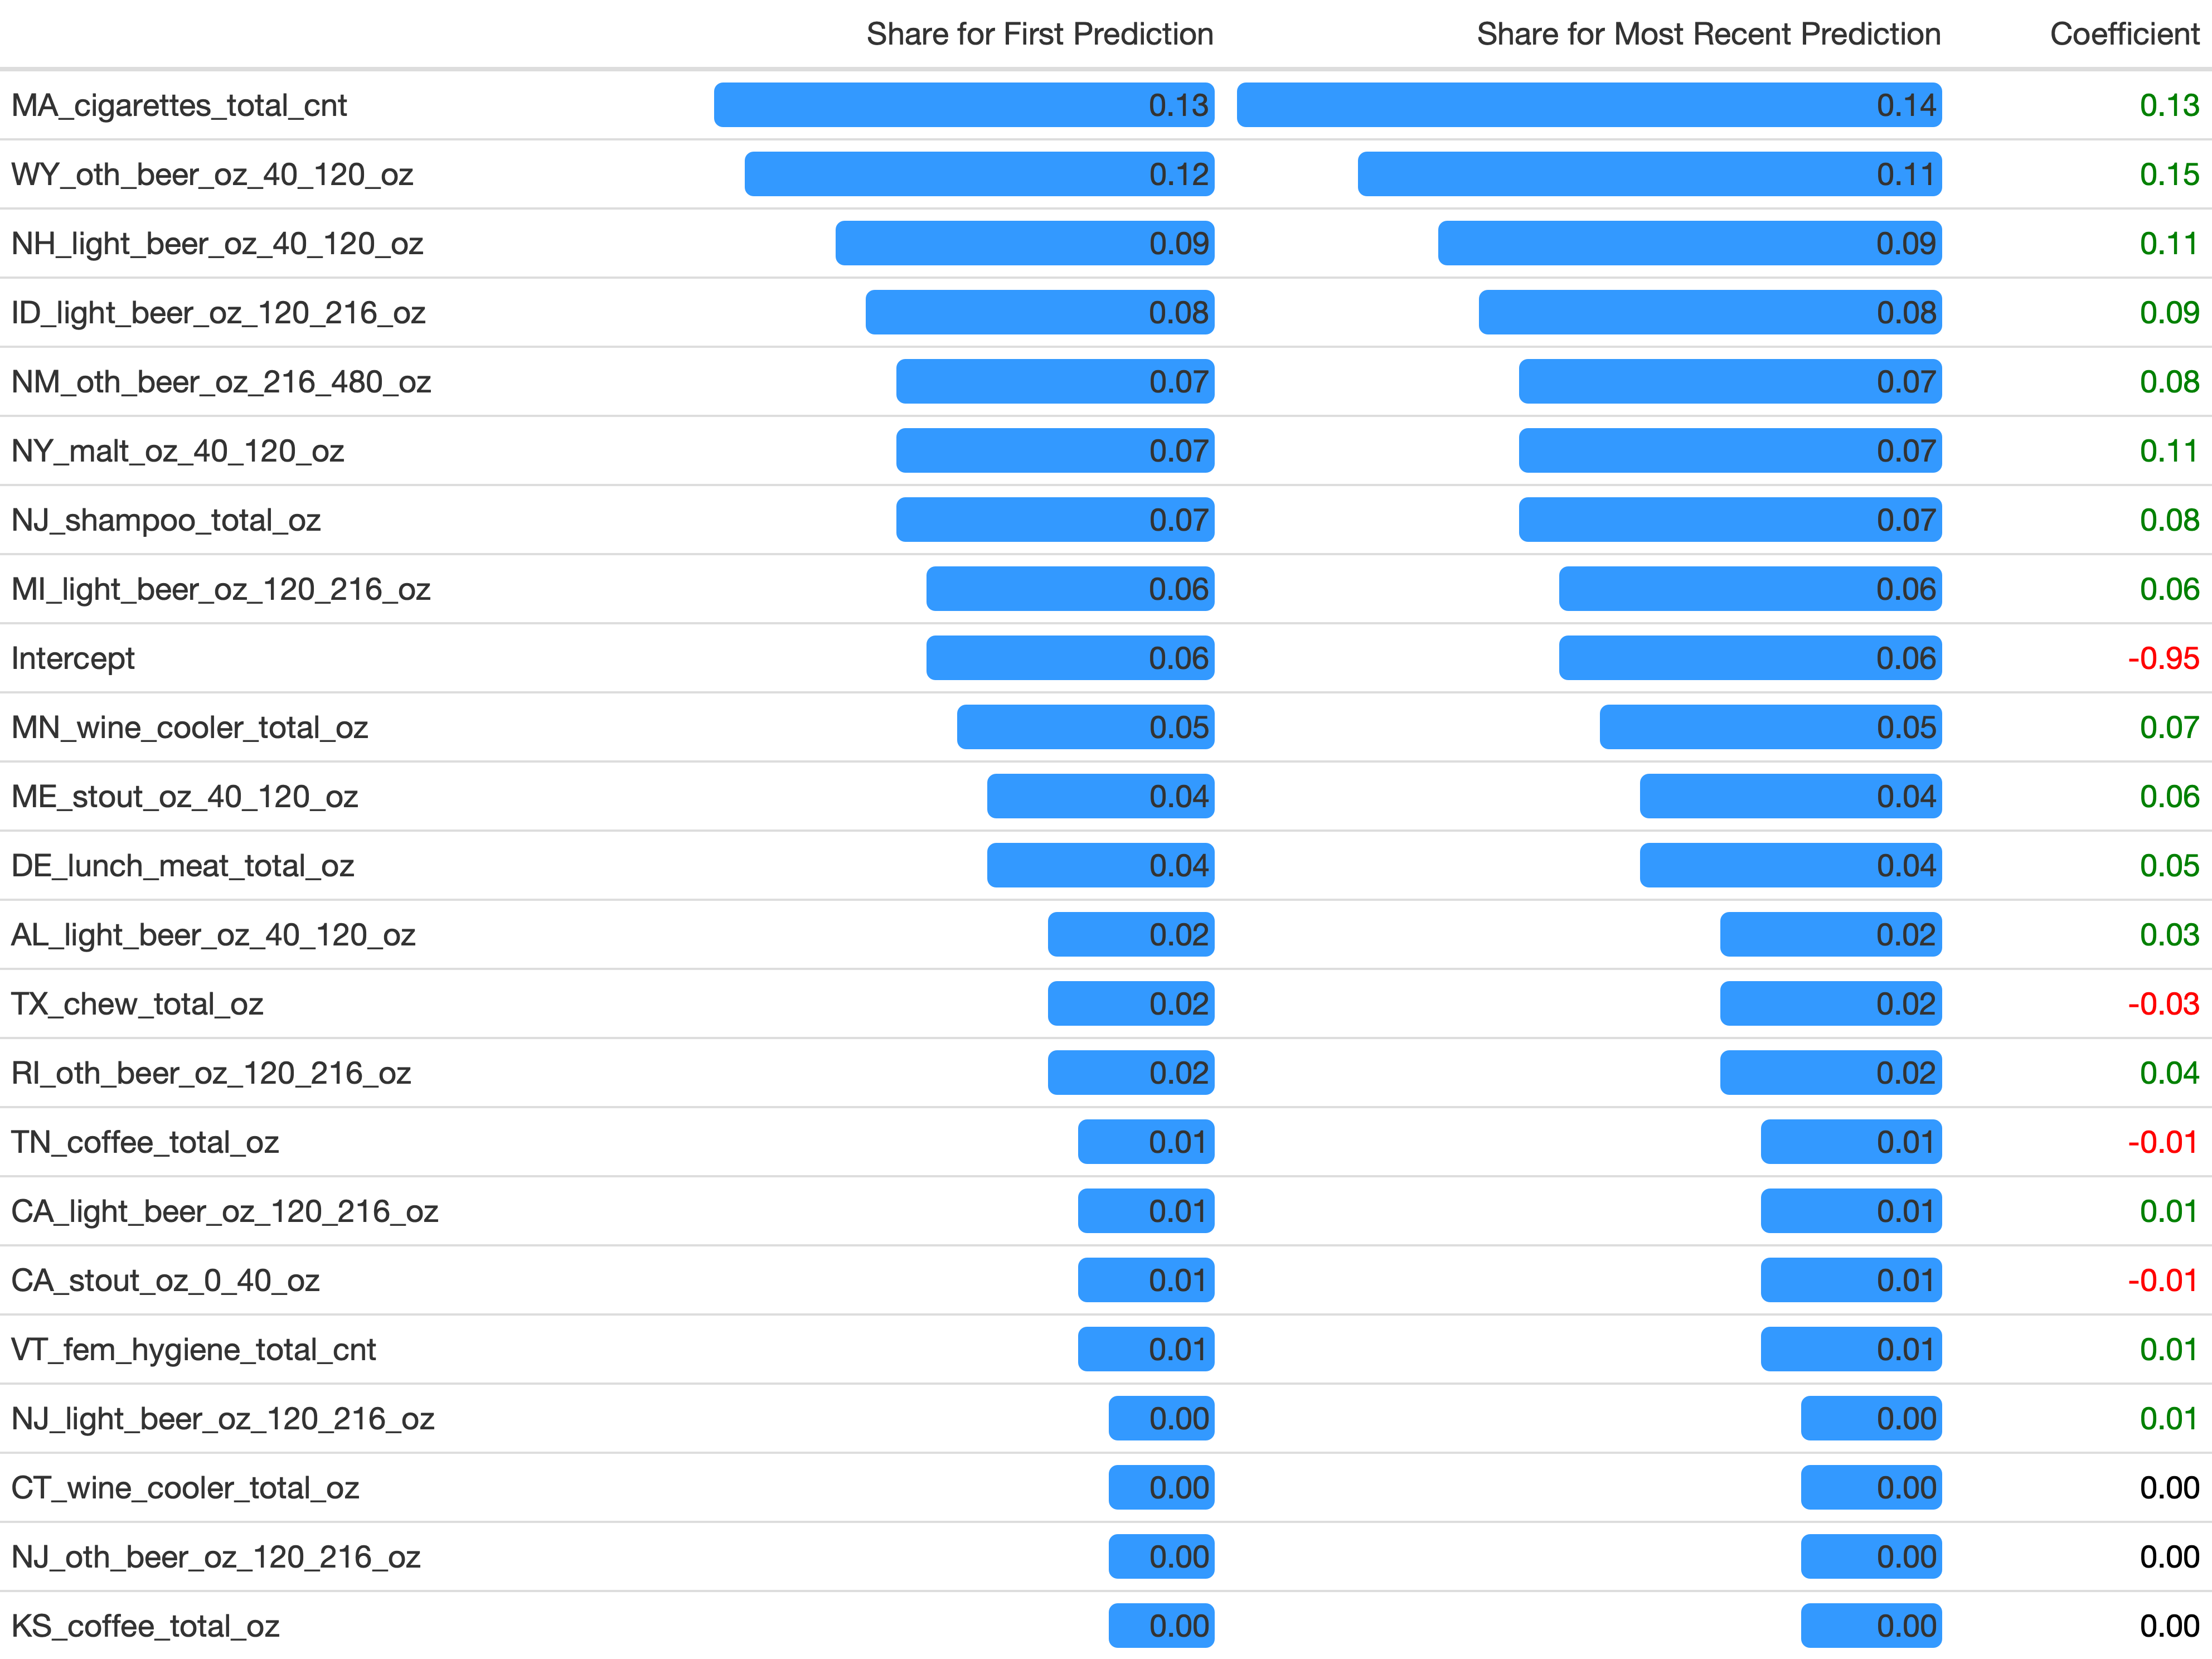 Share for First Prediction Share for Most Recent Prediction Coefficient
MA_cigarettes_total_cnt 0.13 0.14 0.13
WY_oth_beer_oz_40_120_oz 0.12 0.11 0.15
NH_light_beer_oz_40_120_oz 0.09 0.09 0.11
ID_light_beer_oz_120_216_oz 0.08 0.08 0.09
NM_oth_beer_oz_216_480_oz 0.07 0.07 0.08
NY_malt_oz_40_120_oz 0.07 0.07 0.11
NJ_shampoo_total_oz 0.07 0.07 0.08
MI_light_beer_oz_120_216_oz 0.06 0.06 0.06
Intercept 0.06 0.06 -0.95
MN_wine_cooler_total_oz 0.05 0.05 0.07
ME_stout_oz_40_120_oz 0.04 0.04 0.06
DE_lunch_meat_total_oz 0.04 0.04 0.05
AL_light_beer_oz_40_120_oz 0.02 0.02 0.03
TX_chew_total_oz 0.02 0.02 -0.03
RI_oth_beer_oz_120_216_oz 0.02 0.02 0.04
TN_coffee_total_oz 0.01 0.01 -0.01
CA_light_beer_oz_120_216_oz 0.01 0.01 0.01
CA_stout_oz_0_40_oz 0.01 0.01 -0.01
VT_fem_hygiene_total_cnt 0.01 0.01 0.01
NJ_light_beer_oz_120_216_oz 0.00 0.00 0.01
CT_wine_cooler_total_oz 0.00 0.00 0.00
NJ_oth_beer_oz_120_216_oz 0.00 0.00 0.00
KS_coffee_total_oz 0.00 0.00 0.00